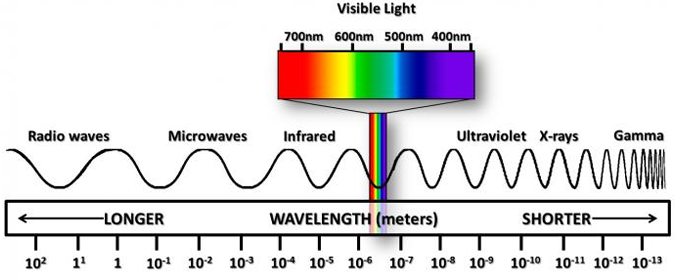 Visible Light
700nm 600nm 500nm 400nm
Radio waves Microwaves Infrared Ultraviolet X-rays Gamma
LONGER WAVELENGTH (meters) SHORTER
10² 1¹ 1 10⁻¹ 10⁻² 10⁻³ 10⁻⁴ 10⁻⁵ 10⁻⁶ 10⁻⁷ 10⁻⁸ 10⁻⁹ 10⁻¹⁰ 10⁻¹¹ 10⁻¹² 10⁻¹³